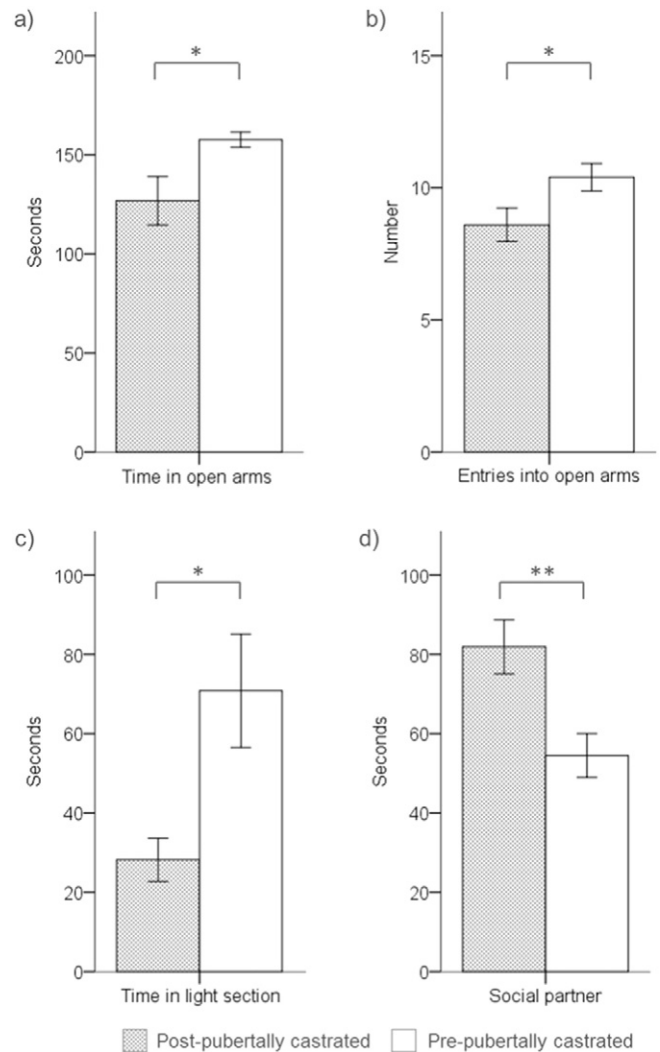 a)
*
200
150
100
50
0
Seconds
Time in open arms
b)
*
15
10
5
0
Number
Entries into open arms
c)
*
100
80
60
40
20
0
Seconds
Time in light section
d)
**
100
80
60
40
20
0
Seconds
Social partner
Post-pubertally castrated
Pre-pubertally castrated